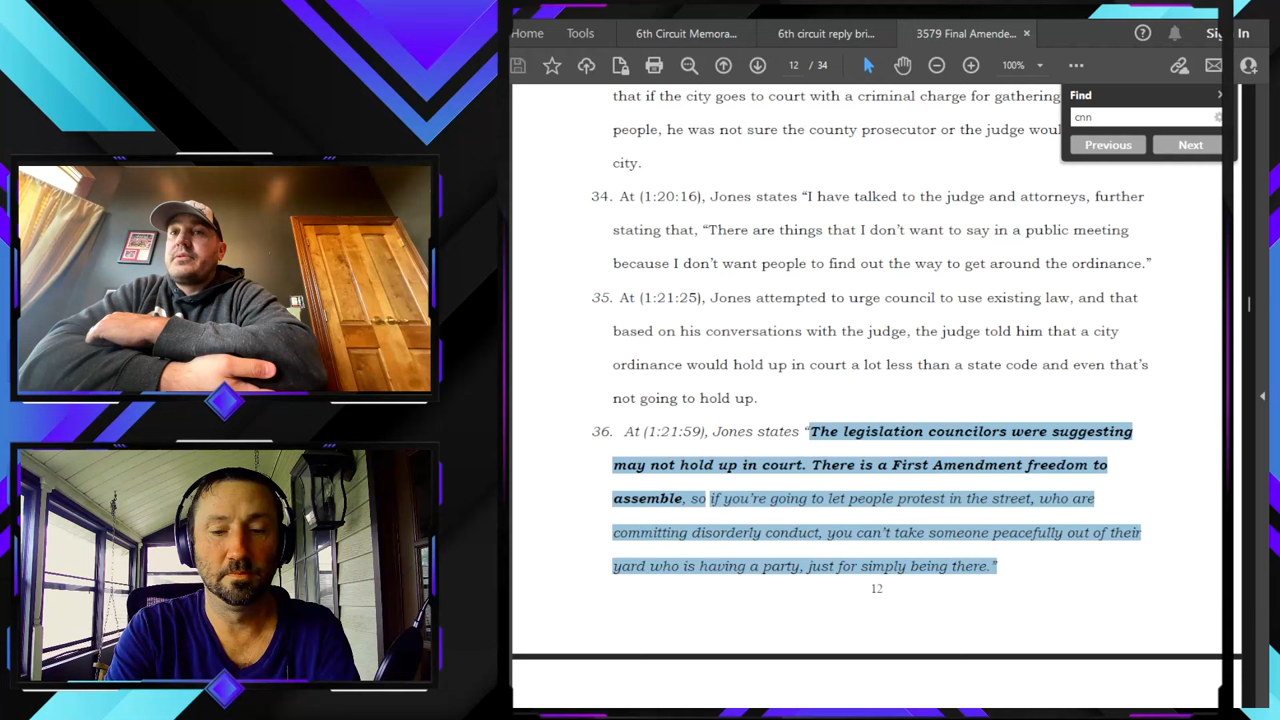 Home Tools 6th Circuit Memora... 6th circuit reply bri... 3579 Final Amende... × Sign In
12 / 34 100%
Find
cnn
Previous Next
that if the city goes to court with a criminal charge for gathering
people, he was not sure the county prosecutor or the judge
city.
34. At (1:20:16), Jones states “I have talked to the judge and attorneys, further
stating that, “There are things that I don’t want to say in a public meeting
because I don’t want people to find out the way to get around the ordinance.”
35. At (1:21:25), Jones attempted to urge council to use existing law, and that
based on his conversations with the judge, the judge told him that a city
ordinance would hold up in court a lot less than a state code and even that’s
not going to hold up.
36. At (1:21:59), Jones states “The legislation councilors were suggesting
may not hold up in court. There is a First Amendment freedom to
assemble, so if you’re going to let people protest in the street, who are
committing disorderly conduct, you can’t take someone peacefully out of their
yard who is having a party, just for simply being there.”
12